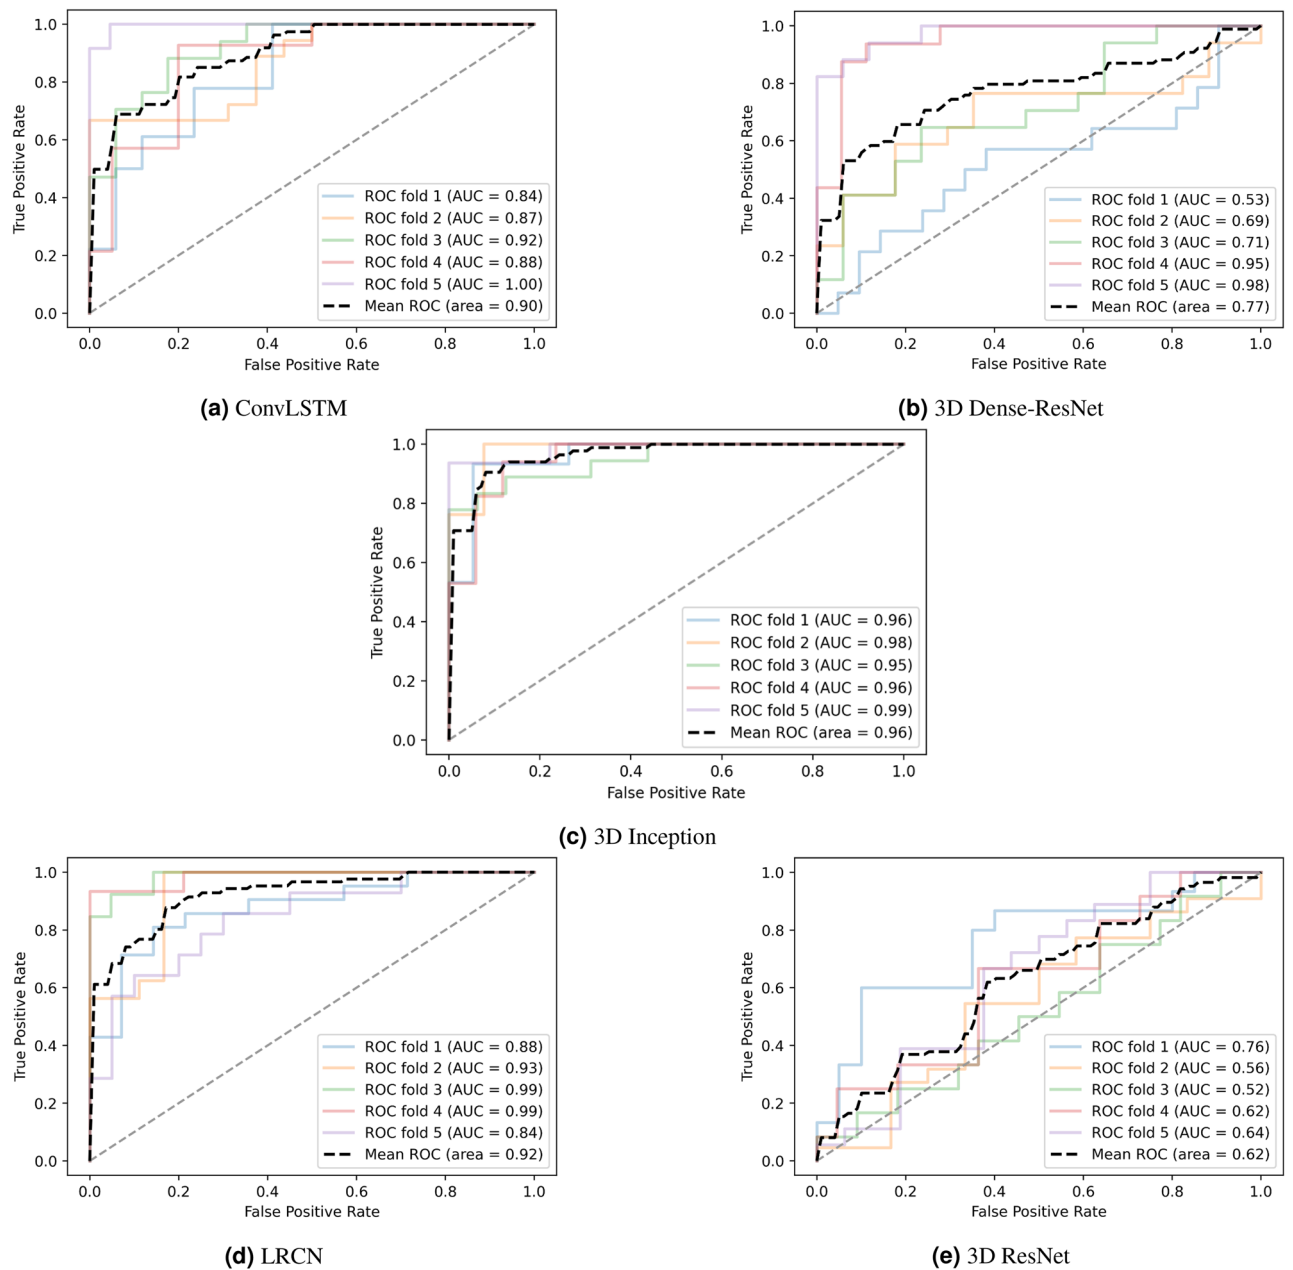 1.0
0.8
0.6
0.4
0.2
0.0
True Positive Rate
ROC fold 1 (AUC = 0.84)
ROC fold 2 (AUC = 0.87)
ROC fold 3 (AUC = 0.92)
ROC fold 4 (AUC = 0.88)
ROC fold 5 (AUC = 1.00)
Mean ROC (area = 0.90)
0.0 0.2 0.4 0.6 0.8 1.0
False Positive Rate
(a) ConvLSTM
1.0
0.8
0.6
0.4
0.2
0.0
True Positive Rate
ROC fold 1 (AUC = 0.53)
ROC fold 2 (AUC = 0.69)
ROC fold 3 (AUC = 0.71)
ROC fold 4 (AUC = 0.95)
ROC fold 5 (AUC = 0.98)
Mean ROC (area = 0.77)
0.0 0.2 0.4 0.6 0.8 1.0
False Positive Rate
(b) 3D Dense-ResNet
1.0
0.8
0.6
0.4
0.2
0.0
True Positive Rate
ROC fold 1 (AUC = 0.96)
ROC fold 2 (AUC = 0.98)
ROC fold 3 (AUC = 0.95)
ROC fold 4 (AUC = 0.96)
ROC fold 5 (AUC = 0.99)
Mean ROC (area = 0.96)
0.0 0.2 0.4 0.6 0.8 1.0
False Positive Rate
(c) 3D Inception
1.0
0.8
0.6
0.4
0.2
0.0
True Positive Rate
ROC fold 1 (AUC = 0.88)
ROC fold 2 (AUC = 0.93)
ROC fold 3 (AUC = 0.99)
ROC fold 4 (AUC = 0.99)
ROC fold 5 (AUC = 0.84)
Mean ROC (area = 0.92)
0.0 0.2 0.4 0.6 0.8 1.0
False Positive Rate
(d) LRCN
1.0
0.8
0.6
0.4
0.2
0.0
True Positive Rate
ROC fold 1 (AUC = 0.76)
ROC fold 2 (AUC = 0.56)
ROC fold 3 (AUC = 0.52)
ROC fold 4 (AUC = 0.62)
ROC fold 5 (AUC = 0.64)
Mean ROC (area = 0.62)
0.0 0.2 0.4 0.6 0.8 1.0
False Positive Rate
(e) 3D ResNet